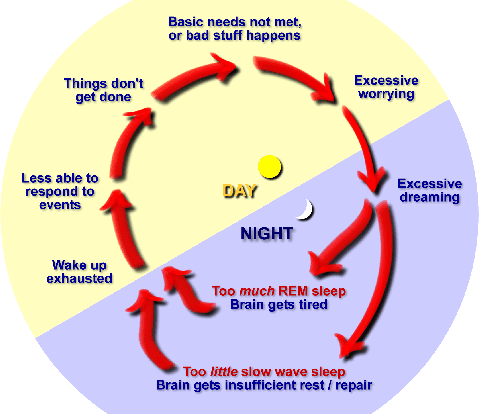 Basic needs not met,
or bad stuff happens
Things don't
get done
Excessive
worrying
Less able to
respond to
events
DAY
Excessive
dreaming
NIGHT
Wake up
exhausted
Too much REM sleep
Brain gets tired
Too little slow wave sleep
Brain gets insufficient rest / repair